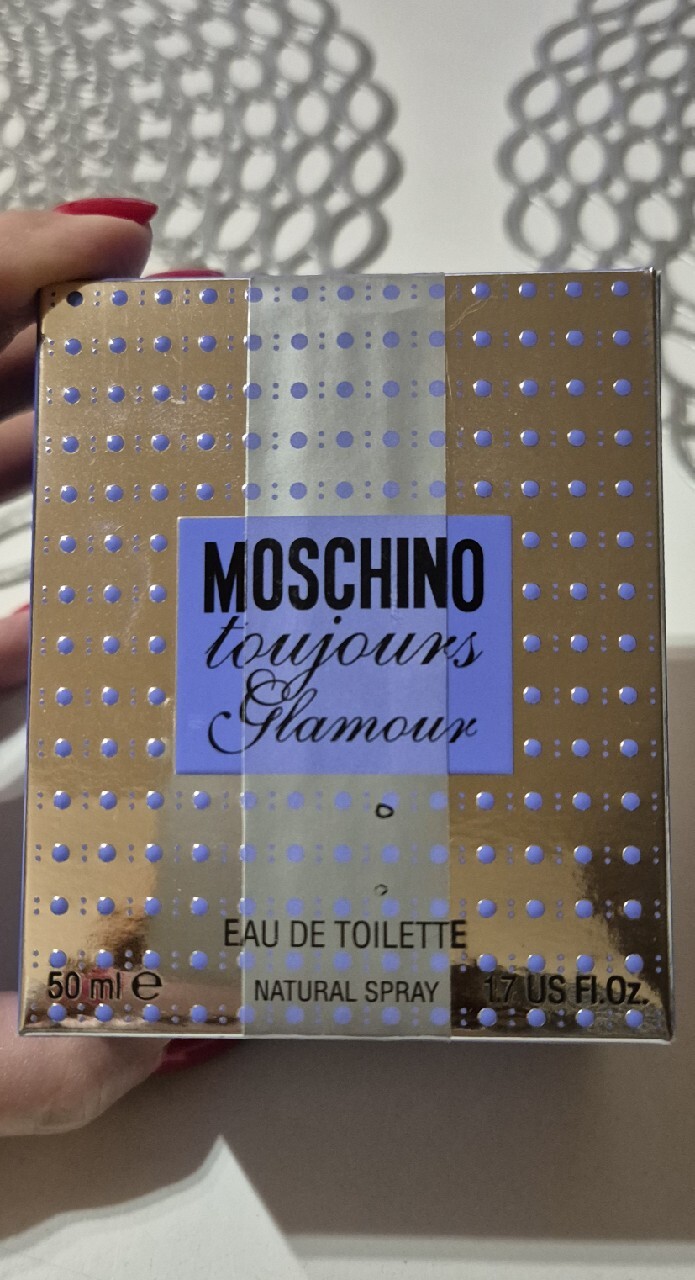 MOSCHINO
toujours
Glamour
EAU DE TOILETTE
50 ml ℮ NATURAL SPRAY 1.7 US Fl.Oz.